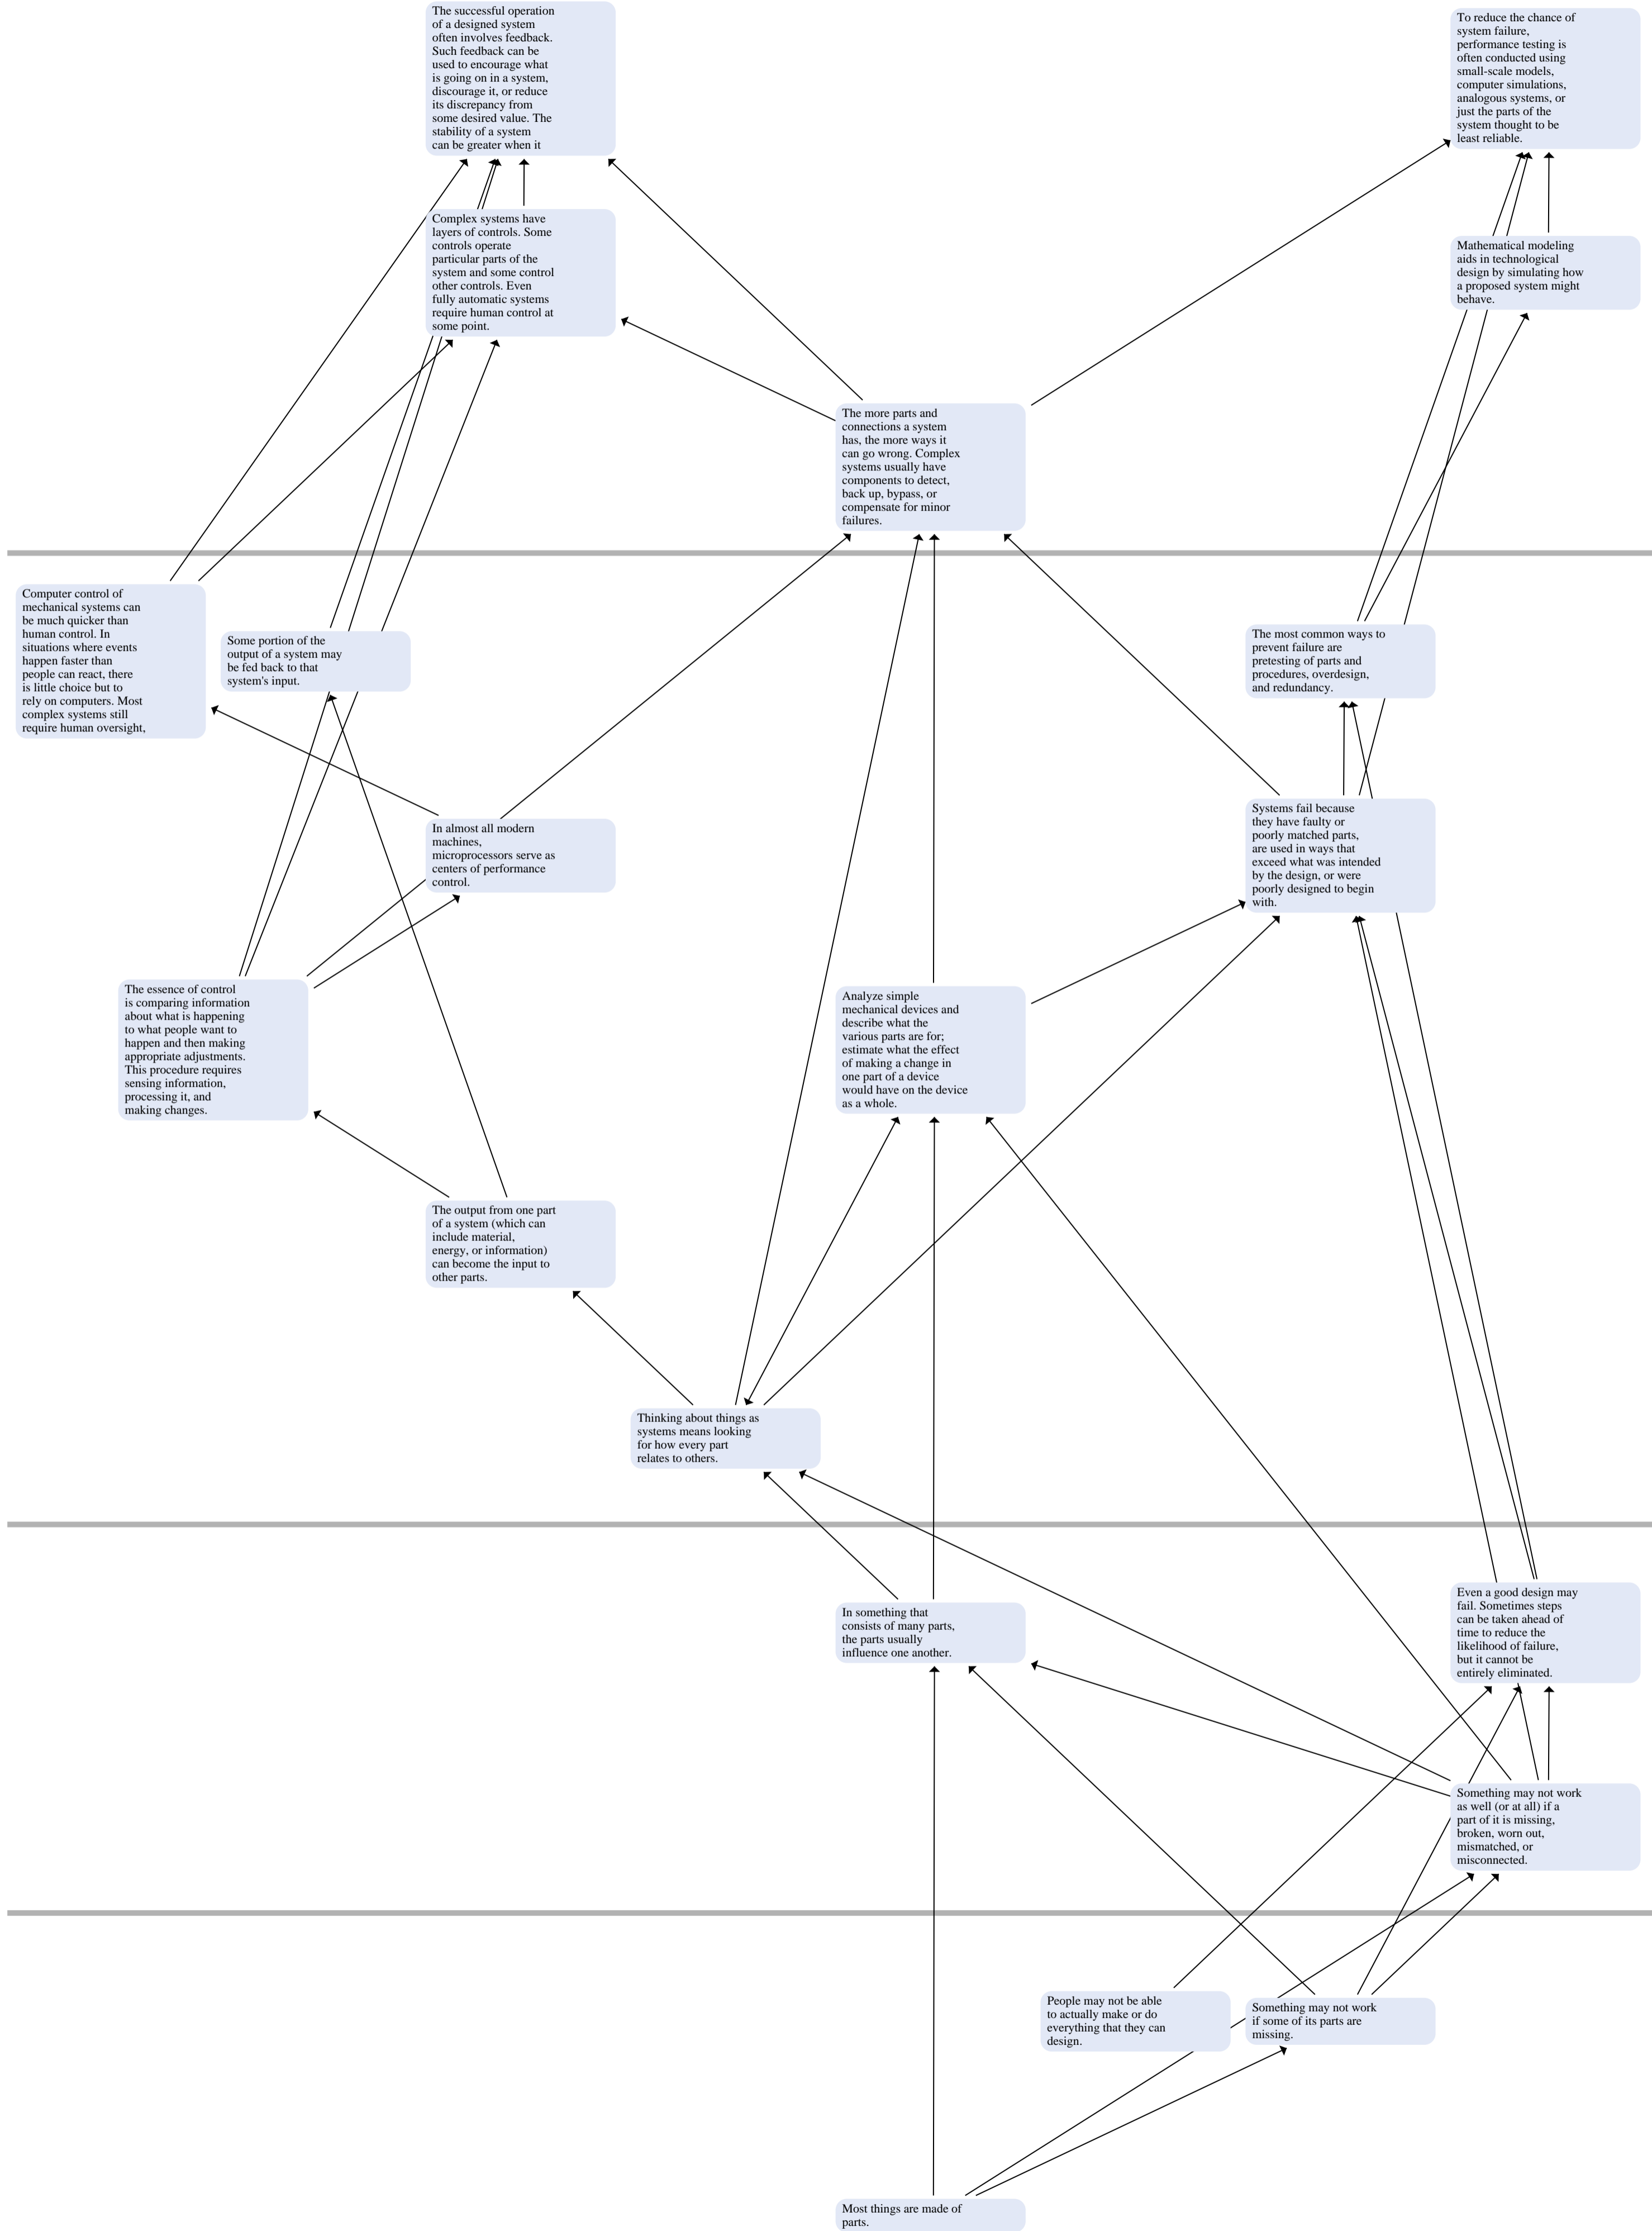 The successful operation
of a designed system
often involves feedback.
Such feedback can be
used to encourage what
is going on in a system,
discourage it, or reduce
its discrepancy from
some desired value. The
stability of a system
can be greater when it
To reduce the chance of
system failure,
performance testing is
often conducted using
small-scale models,
computer simulations,
analogous systems, or
just the parts of the
system thought to be
least reliable.
Complex systems have
layers of controls. Some
controls operate
particular parts of the
system and some control
other controls. Even
fully automatic systems
require human control at
some point.
Mathematical modeling
aids in technological
design by simulating how
a proposed system might
behave.
The more parts and
connections a system
has, the more ways it
can go wrong. Complex
systems usually have
components to detect,
back up, bypass, or
compensate for minor
failures.
Computer control of
mechanical systems can
be much quicker than
human control. In
situations where events
happen faster than
people can react, there
is little choice but to
rely on computers. Most
complex systems still
require human oversight,
Some portion of the
output of a system may
be fed back to that
system's input.
The most common ways to
prevent failure are
pretesting of parts and
procedures, overdesign,
and redundancy.
In almost all modern
machines,
microprocessors serve as
centers of performance
control.
Systems fail because
they have faulty or
poorly matched parts,
are used in ways that
exceed what was intended
by the design, or were
poorly designed to begin
with.
The essence of control
is comparing information
about what is happening
to what people want to
happen and then making
appropriate adjustments.
This procedure requires
sensing information,
processing it, and
making changes.
Analyze simple
mechanical devices and
describe what the
various parts are for;
estimate what the effect
of making a change in
one part of a device
would have on the device
as a whole.
The output from one part
of a system (which can
include material,
energy, or information)
can become the input to
other parts.
Thinking about things as
systems means looking
for how every part
relates to others.
In something that
consists of many parts,
the parts usually
influence one another.
Even a good design may
fail. Sometimes steps
can be taken ahead of
time to reduce the
likelihood of failure,
but it cannot be
entirely eliminated.
Something may not work
as well (or at all) if a
part of it is missing,
broken, worn out,
mismatched, or
misconnected.
People may not be able
to actually make or do
everything that they can
design.
Something may not work
if some of its parts are
missing.
Most things are made of
parts.